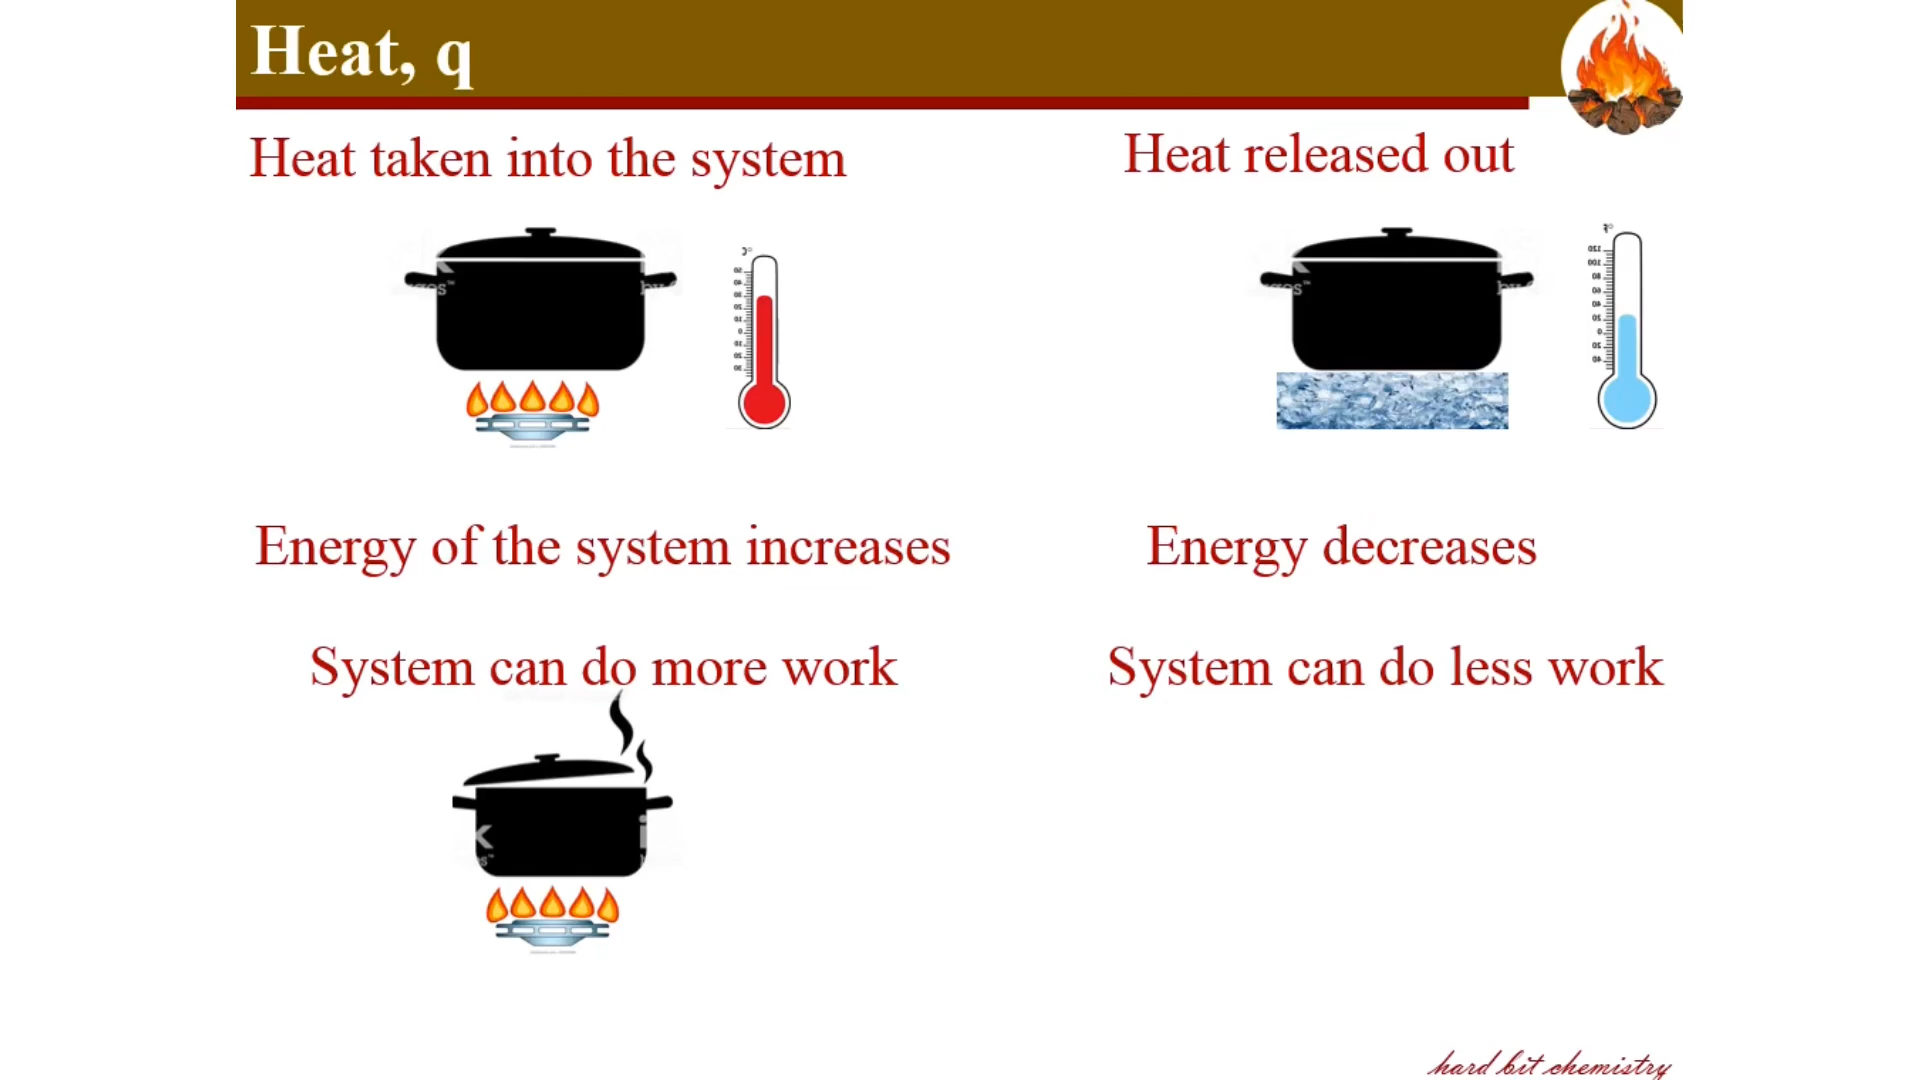 Heat, q
Heat taken into the system
Heat released out
Energy of the system increases
Energy decreases
System can do more work
System can do less work
hard bit chemistry